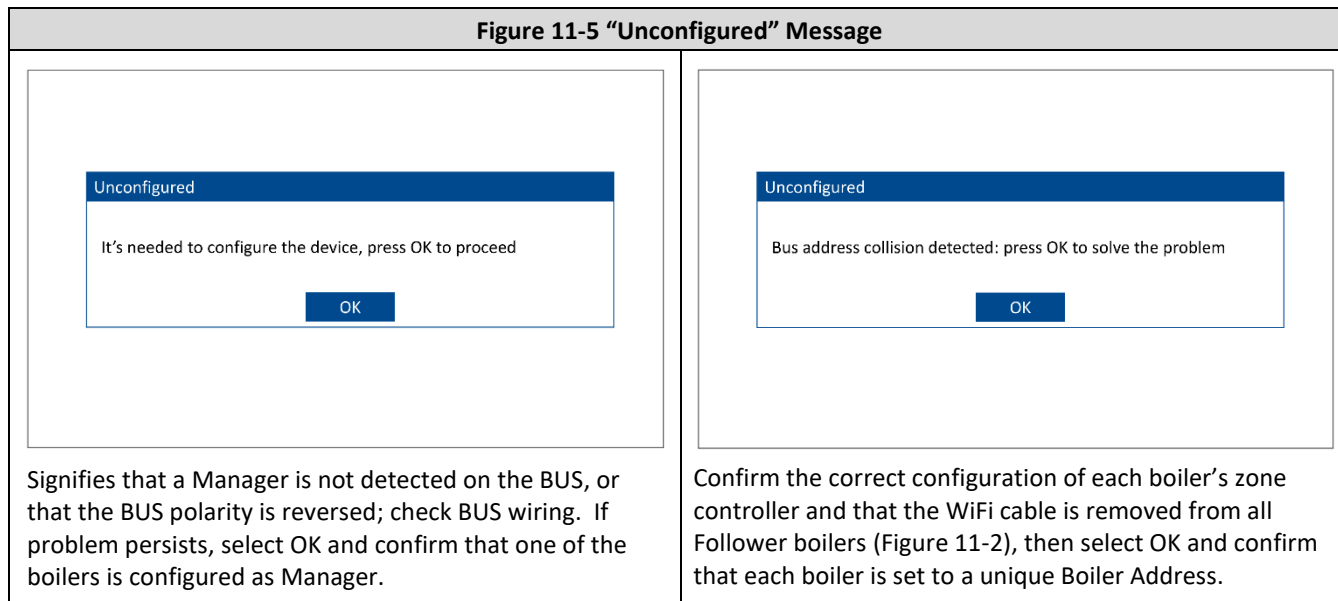 Figure 11-5 “Unconfigured” Message
Unconfigured
It’s needed to configure the device, press OK to proceed
OK
Signifies that a Manager is not detected on the BUS, or
that the BUS polarity is reversed; check BUS wiring.  If
problem persists, select OK and confirm that one of the
boilers is configured as Manager.
Unconfigured
Bus address collision detected: press OK to solve the problem
OK
Confirm the correct configuration of each boiler’s zone
controller and that the WiFi cable is removed from all
Follower boilers (Figure 11-2), then select OK and confirm
that each boiler is set to a unique Boiler Address.